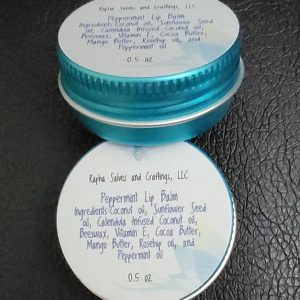 Rapha Salves and Craftings, LLC
Peppermint Lip Balm
Ingredients: Coconut oil, Sunflower Seed
oil, Calendula Infused Coconut oil,
Beeswax, Vitamin E, Cocoa Butter,
Mango Butter, Rosehip oil, and
Peppermint oil
0.5 oz
Rapha Salves and Craftings, LLC
Peppermint Lip Balm
Ingredients: Coconut oil, Sunflower Seed
oil, Calendula Infused Coconut oil,
Beeswax, Vitamin E, Cocoa Butter,
Mango Butter, Rosehip oil, and
Peppermint oil
0.5 oz